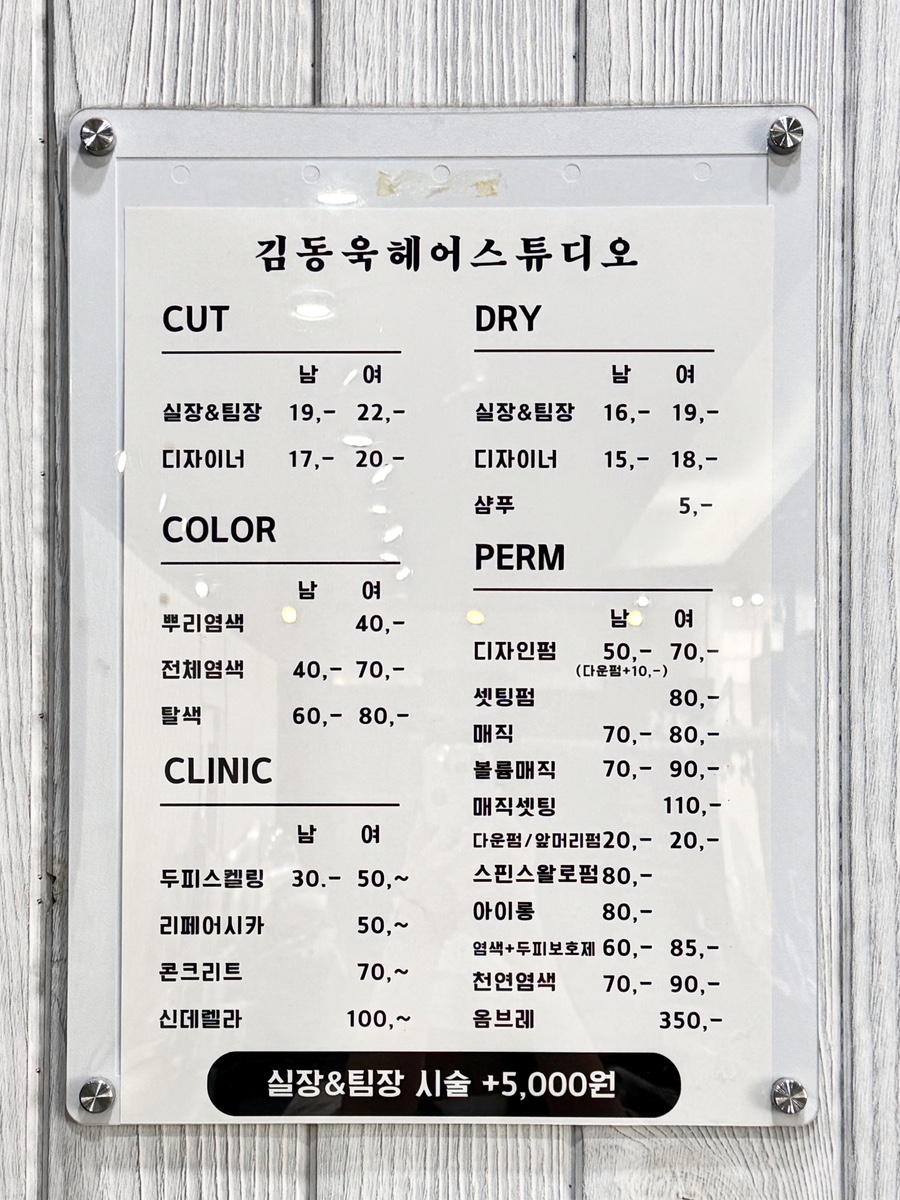 김동욱헤어스튜디오
CUT
남 여
실장&팀장 19,- 22,-
디자이너 17,- 20,-
COLOR
남 여
뿌리염색 40,-
전체염색 40,- 70,-
탈색 60,- 80,-
CLINIC
남 여
두피스켈링 30.- 50,~
리페어시카 50,~
콘크리트 70,~
신데렐라 100,~
DRY
남 여
실장&팀장 16,- 19,-
디자이너 15,- 18,-
샴푸 5,-
PERM
남 여
디자인펌 50,- 70,-
(다운펌+10,-)
셋팅펌 80,-
매직 70,- 80,-
볼륨매직 70,- 90,-
매직셋팅 110,-
다운펌/앞머리펌 20,- 20,-
스핀스왈로펌 80,-
아이롱 80,-
염색+두피보호제 60,- 85,-
천연염색 70,- 90,-
옴브레 350,-
실장&팀장 시술 +5,000원